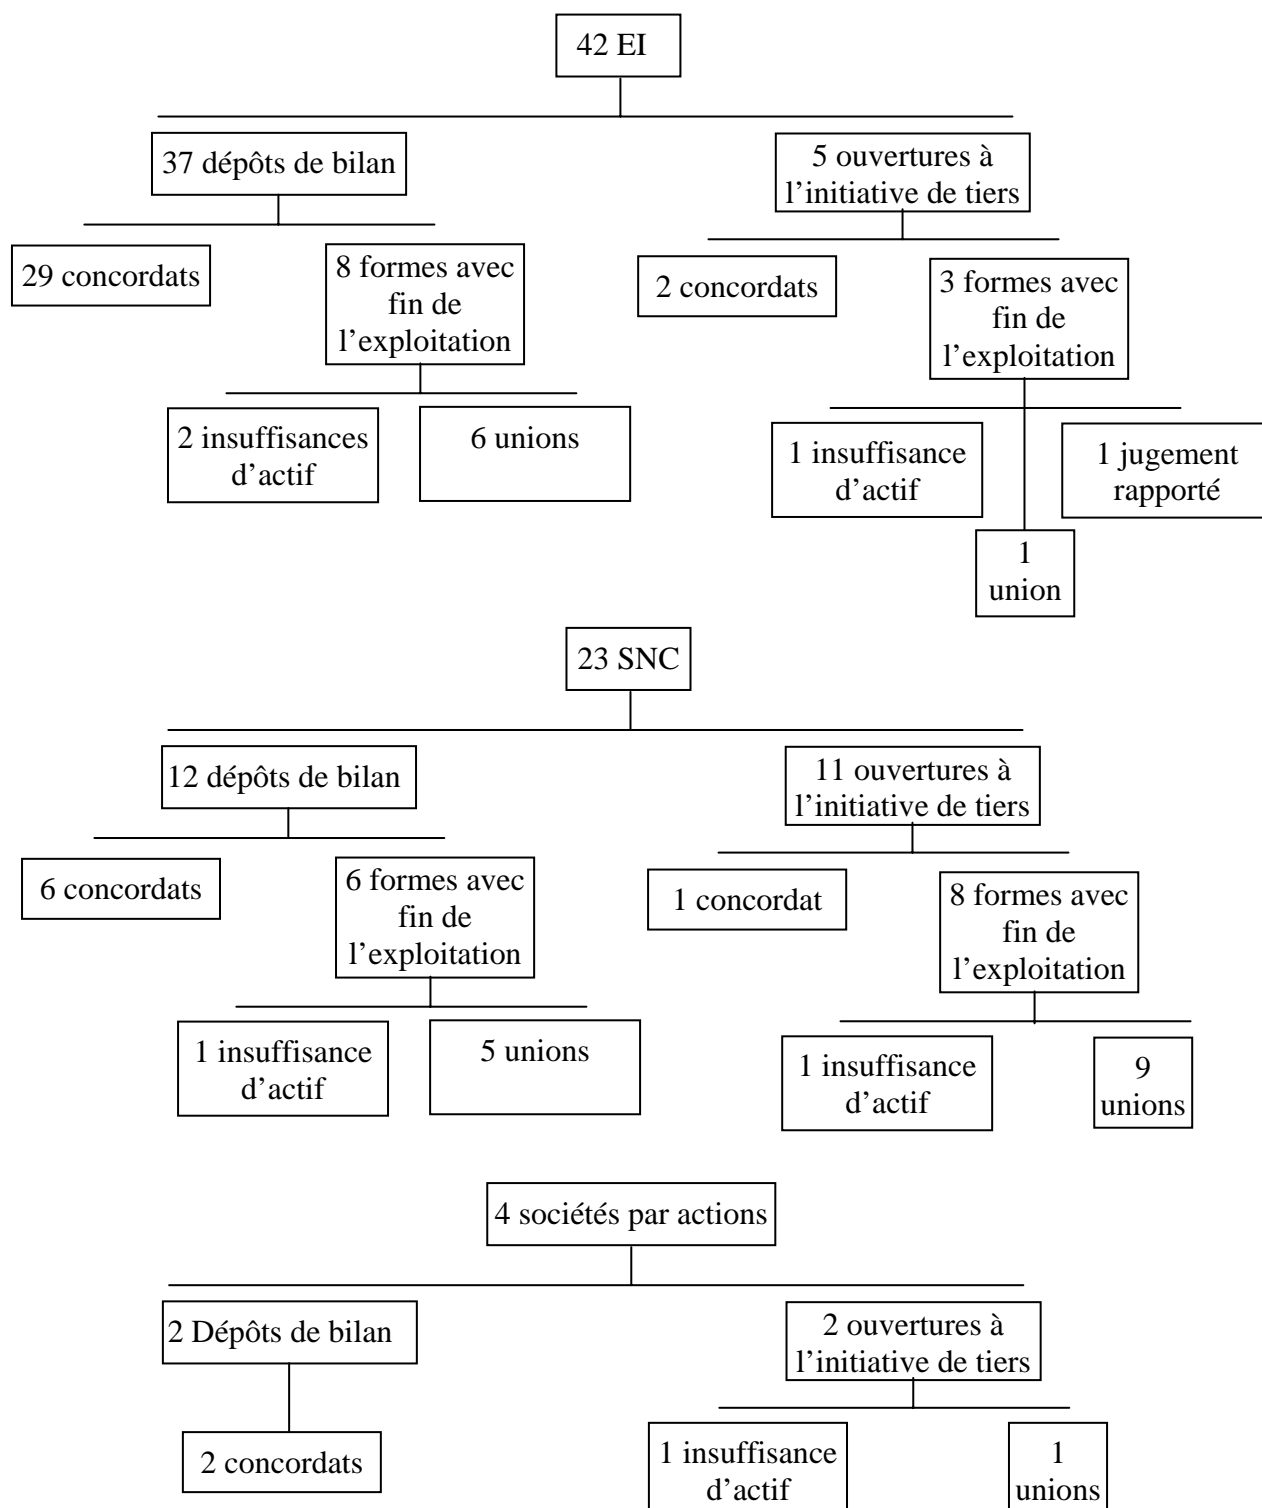 42 EI
37 dépôts de bilan
5 ouvertures à
l’initiative de tiers
29 concordats
8 formes avec
fin de
l’exploitation
2 concordats
3 formes avec
fin de
l’exploitation
2 insuffisances
d’actif
6 unions
1 insuffisance
d’actif
1 jugement
rapporté
1
union
23 SNC
12 dépôts de bilan
11 ouvertures à
l’initiative de tiers
6 concordats
6 formes avec
fin de
l’exploitation
1 concordat
8 formes avec
fin de
l’exploitation
1 insuffisance
d’actif
5 unions
1 insuffisance
d’actif
9
unions
4 sociétés par actions
2 Dépôts de bilan
2 ouvertures à
l’initiative de tiers
2 concordats
1 insuffisance
d’actif
1
unions